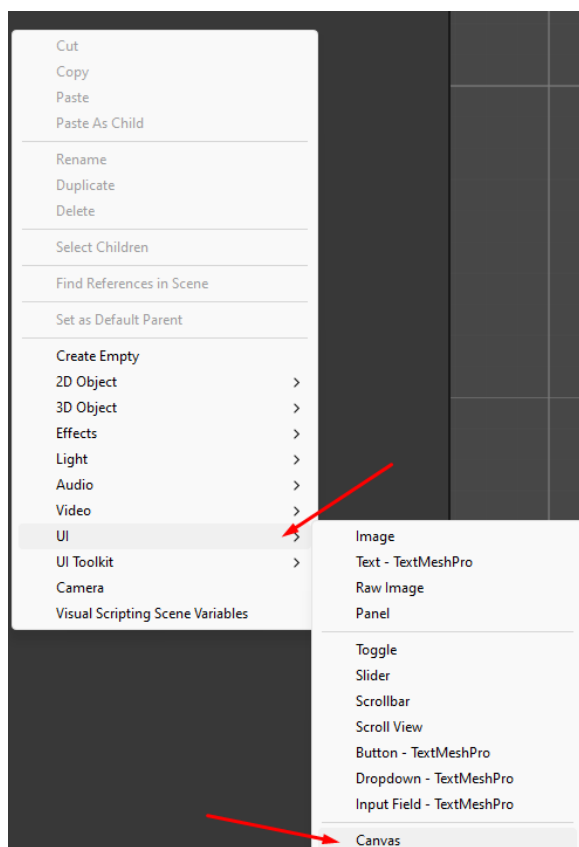 Cut
Copy
Paste
Paste As Child
Rename
Duplicate
Delete
Select Children
Find References in Scene
Set as Default Parent
Create Empty
2D Object
3D Object
Effects
Light
Audio
Video
UI
UI Toolkit
Camera
Visual Scripting Scene Variables
Image
Text - TextMeshPro
Raw Image
Panel
Toggle
Slider
Scrollbar
Scroll View
Button - TextMeshPro
Dropdown - TextMeshPro
Input Field - TextMeshPro
Canvas